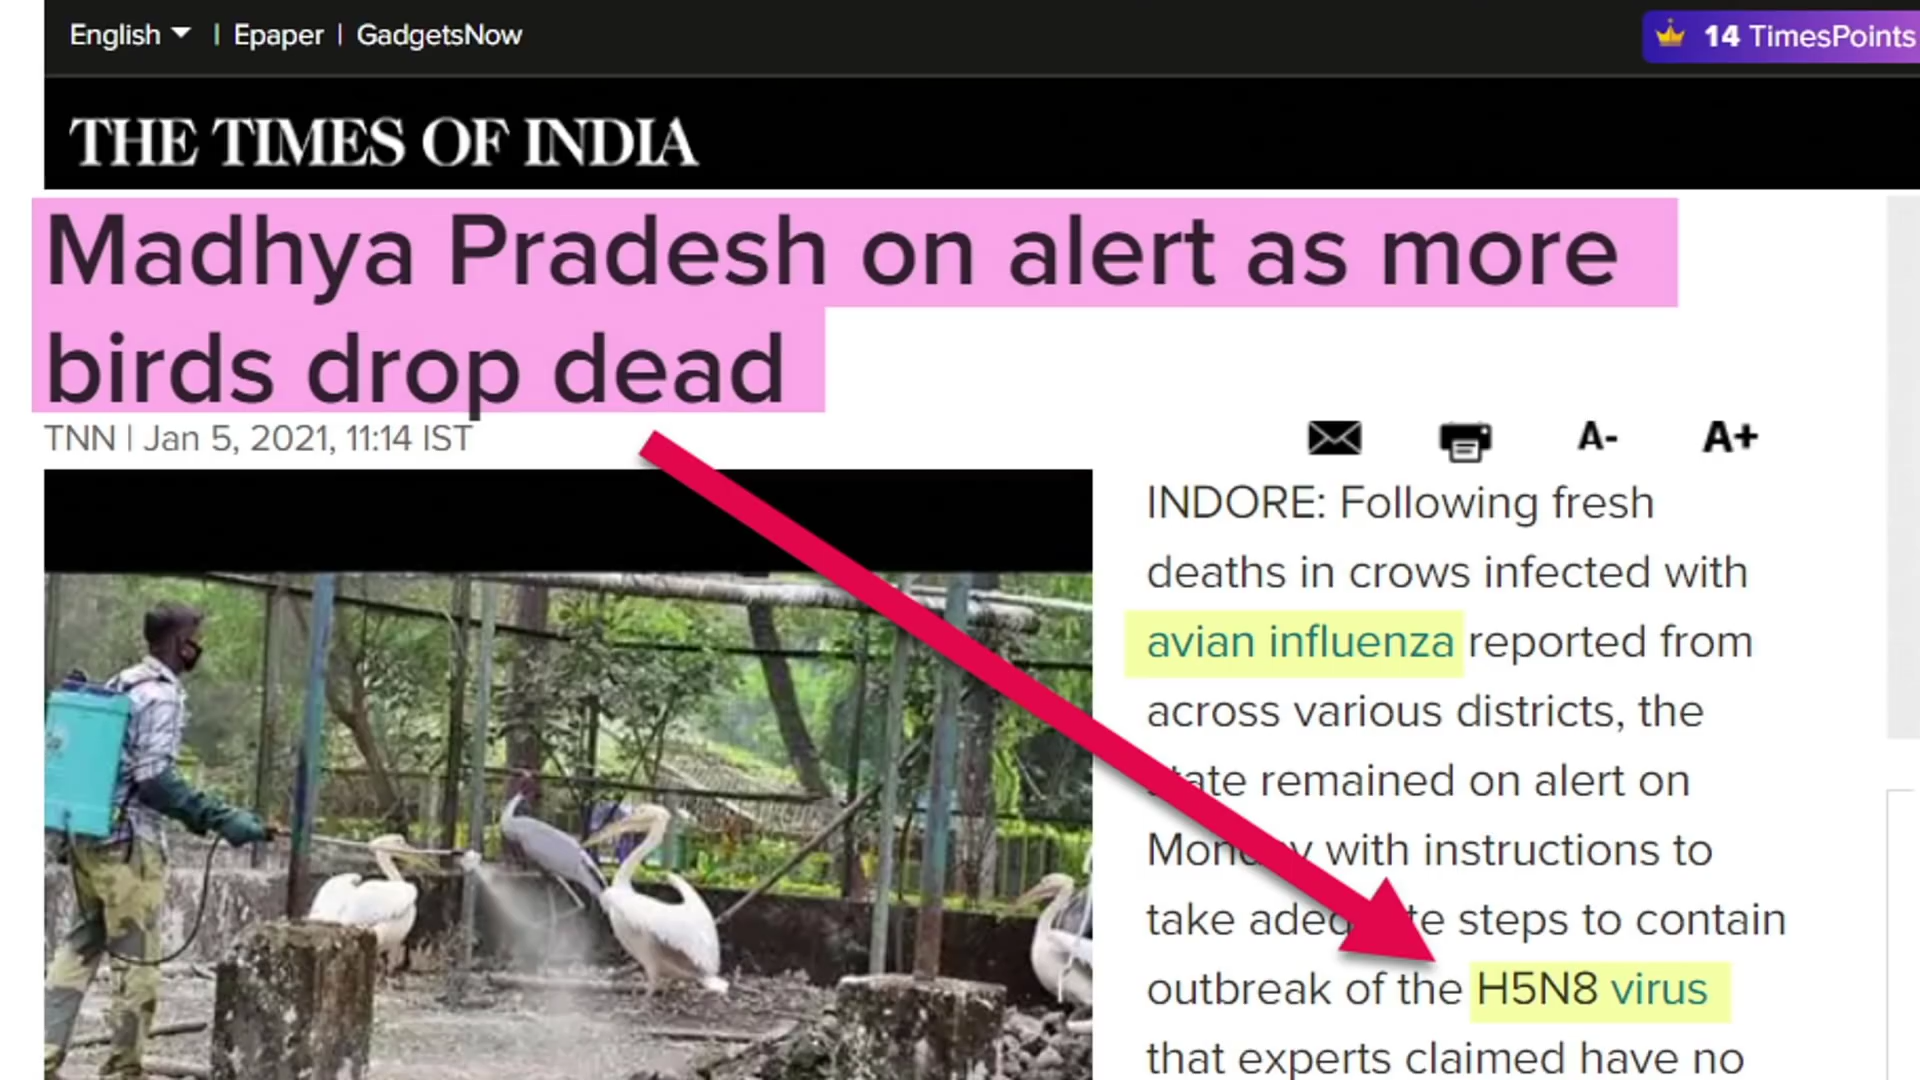 English | Epaper | GadgetsNow
14 TimesPoints
THE TIMES OF INDIA
Madhya Pradesh on alert as more
birds drop dead
TNN | Jan 5, 2021, 11:14 IST
A- A+
INDORE: Following fresh
deaths in crows infected with
avian influenza reported from
across various districts, the
state remained on alert on
Monday with instructions to
take adequate steps to contain
outbreak of the H5N8 virus
that experts claimed have no